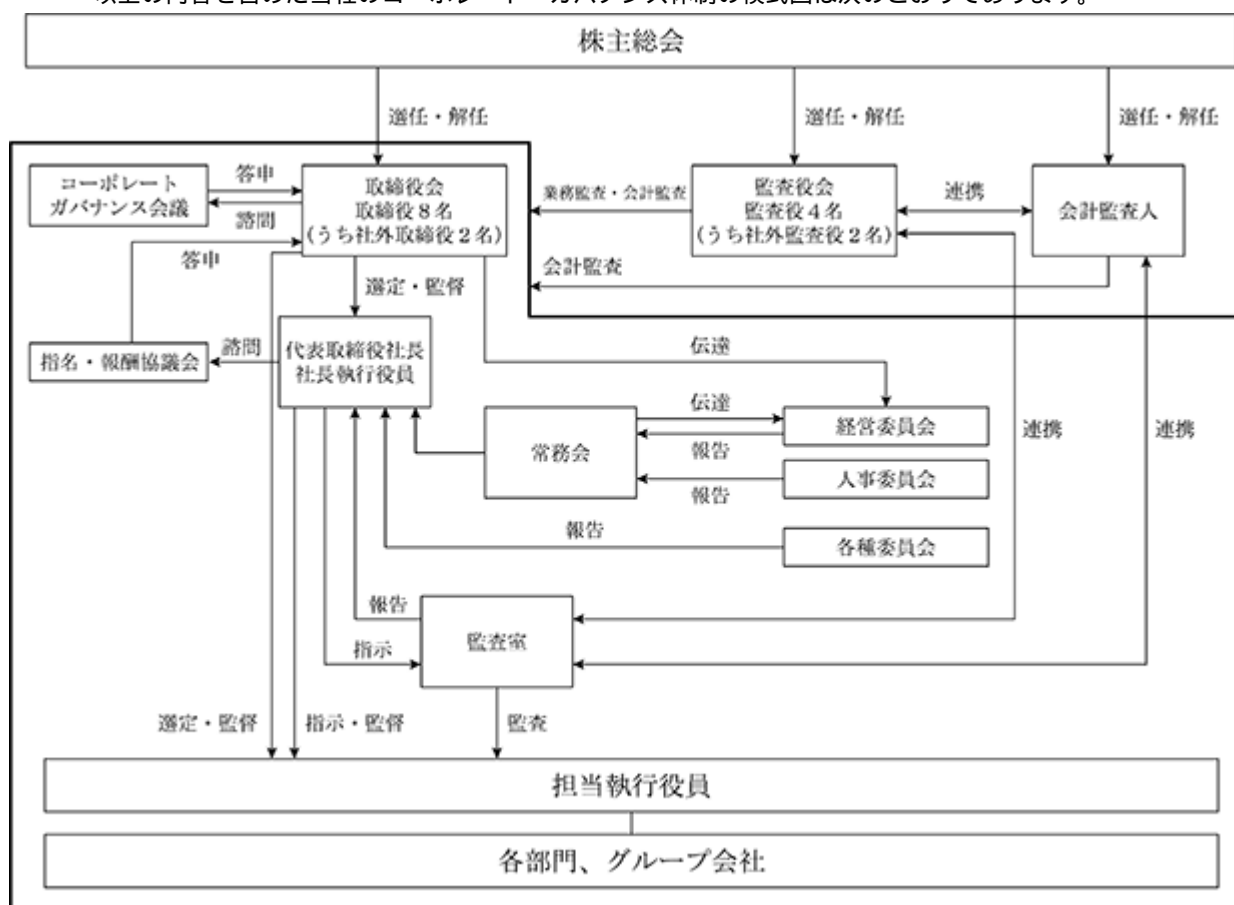 株主総会
選任・解任
選任・解任
選任・解任
コーポレート
ガバナンス会議
答申
諮問
取締役会
取締役8名
(うち社外取締役2名)
業務監査・会計監査
監査役会
監査役4名
(うち社外監査役2名)
連携
会計監査人
答申
会計監査
選定・監督
指名・報酬協議会
諮問
代表取締役社長
社長執行役員
伝達
常務会
伝達
報告
経営委員会
連携
連携
報告
人事委員会
報告
各種委員会
報告
監査室
指示
選定・監督
指示・監督
監査
担当執行役員
各部門、グループ会社